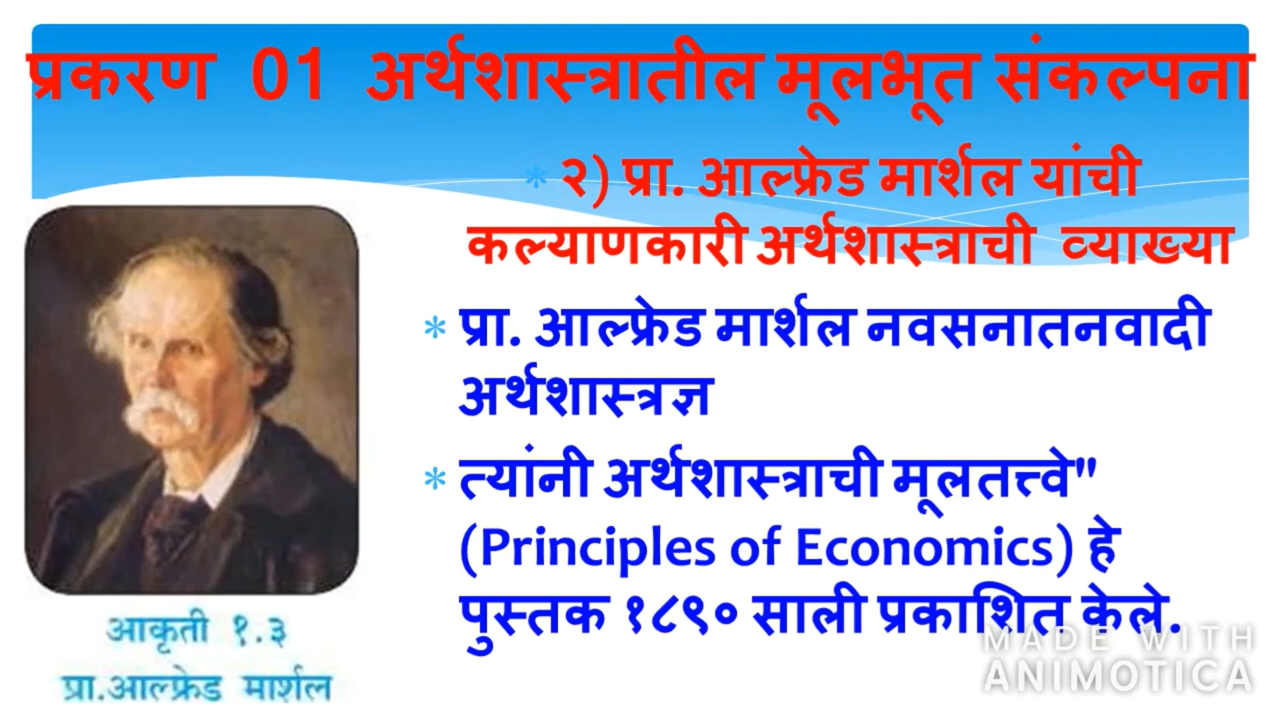 प्रकरण 01 अर्थशास्त्रातील मूलभूत संकल्पना
* २) प्रा. आल्फ्रेड मार्शल यांची
कल्याणकारी अर्थशास्त्राची व्याख्या
* प्रा. आल्फ्रेड मार्शल नवसनातनवादी
अर्थशास्त्रज्ञ
* त्यांनी अर्थशास्त्राची मूलतत्त्वे"
(Principles of Economics) हे
पुस्तक १८९० साली प्रकाशित केले.
आकृती १.३
प्रा.आल्फ्रेड मार्शल
MADE WITH
ANIMOTICA